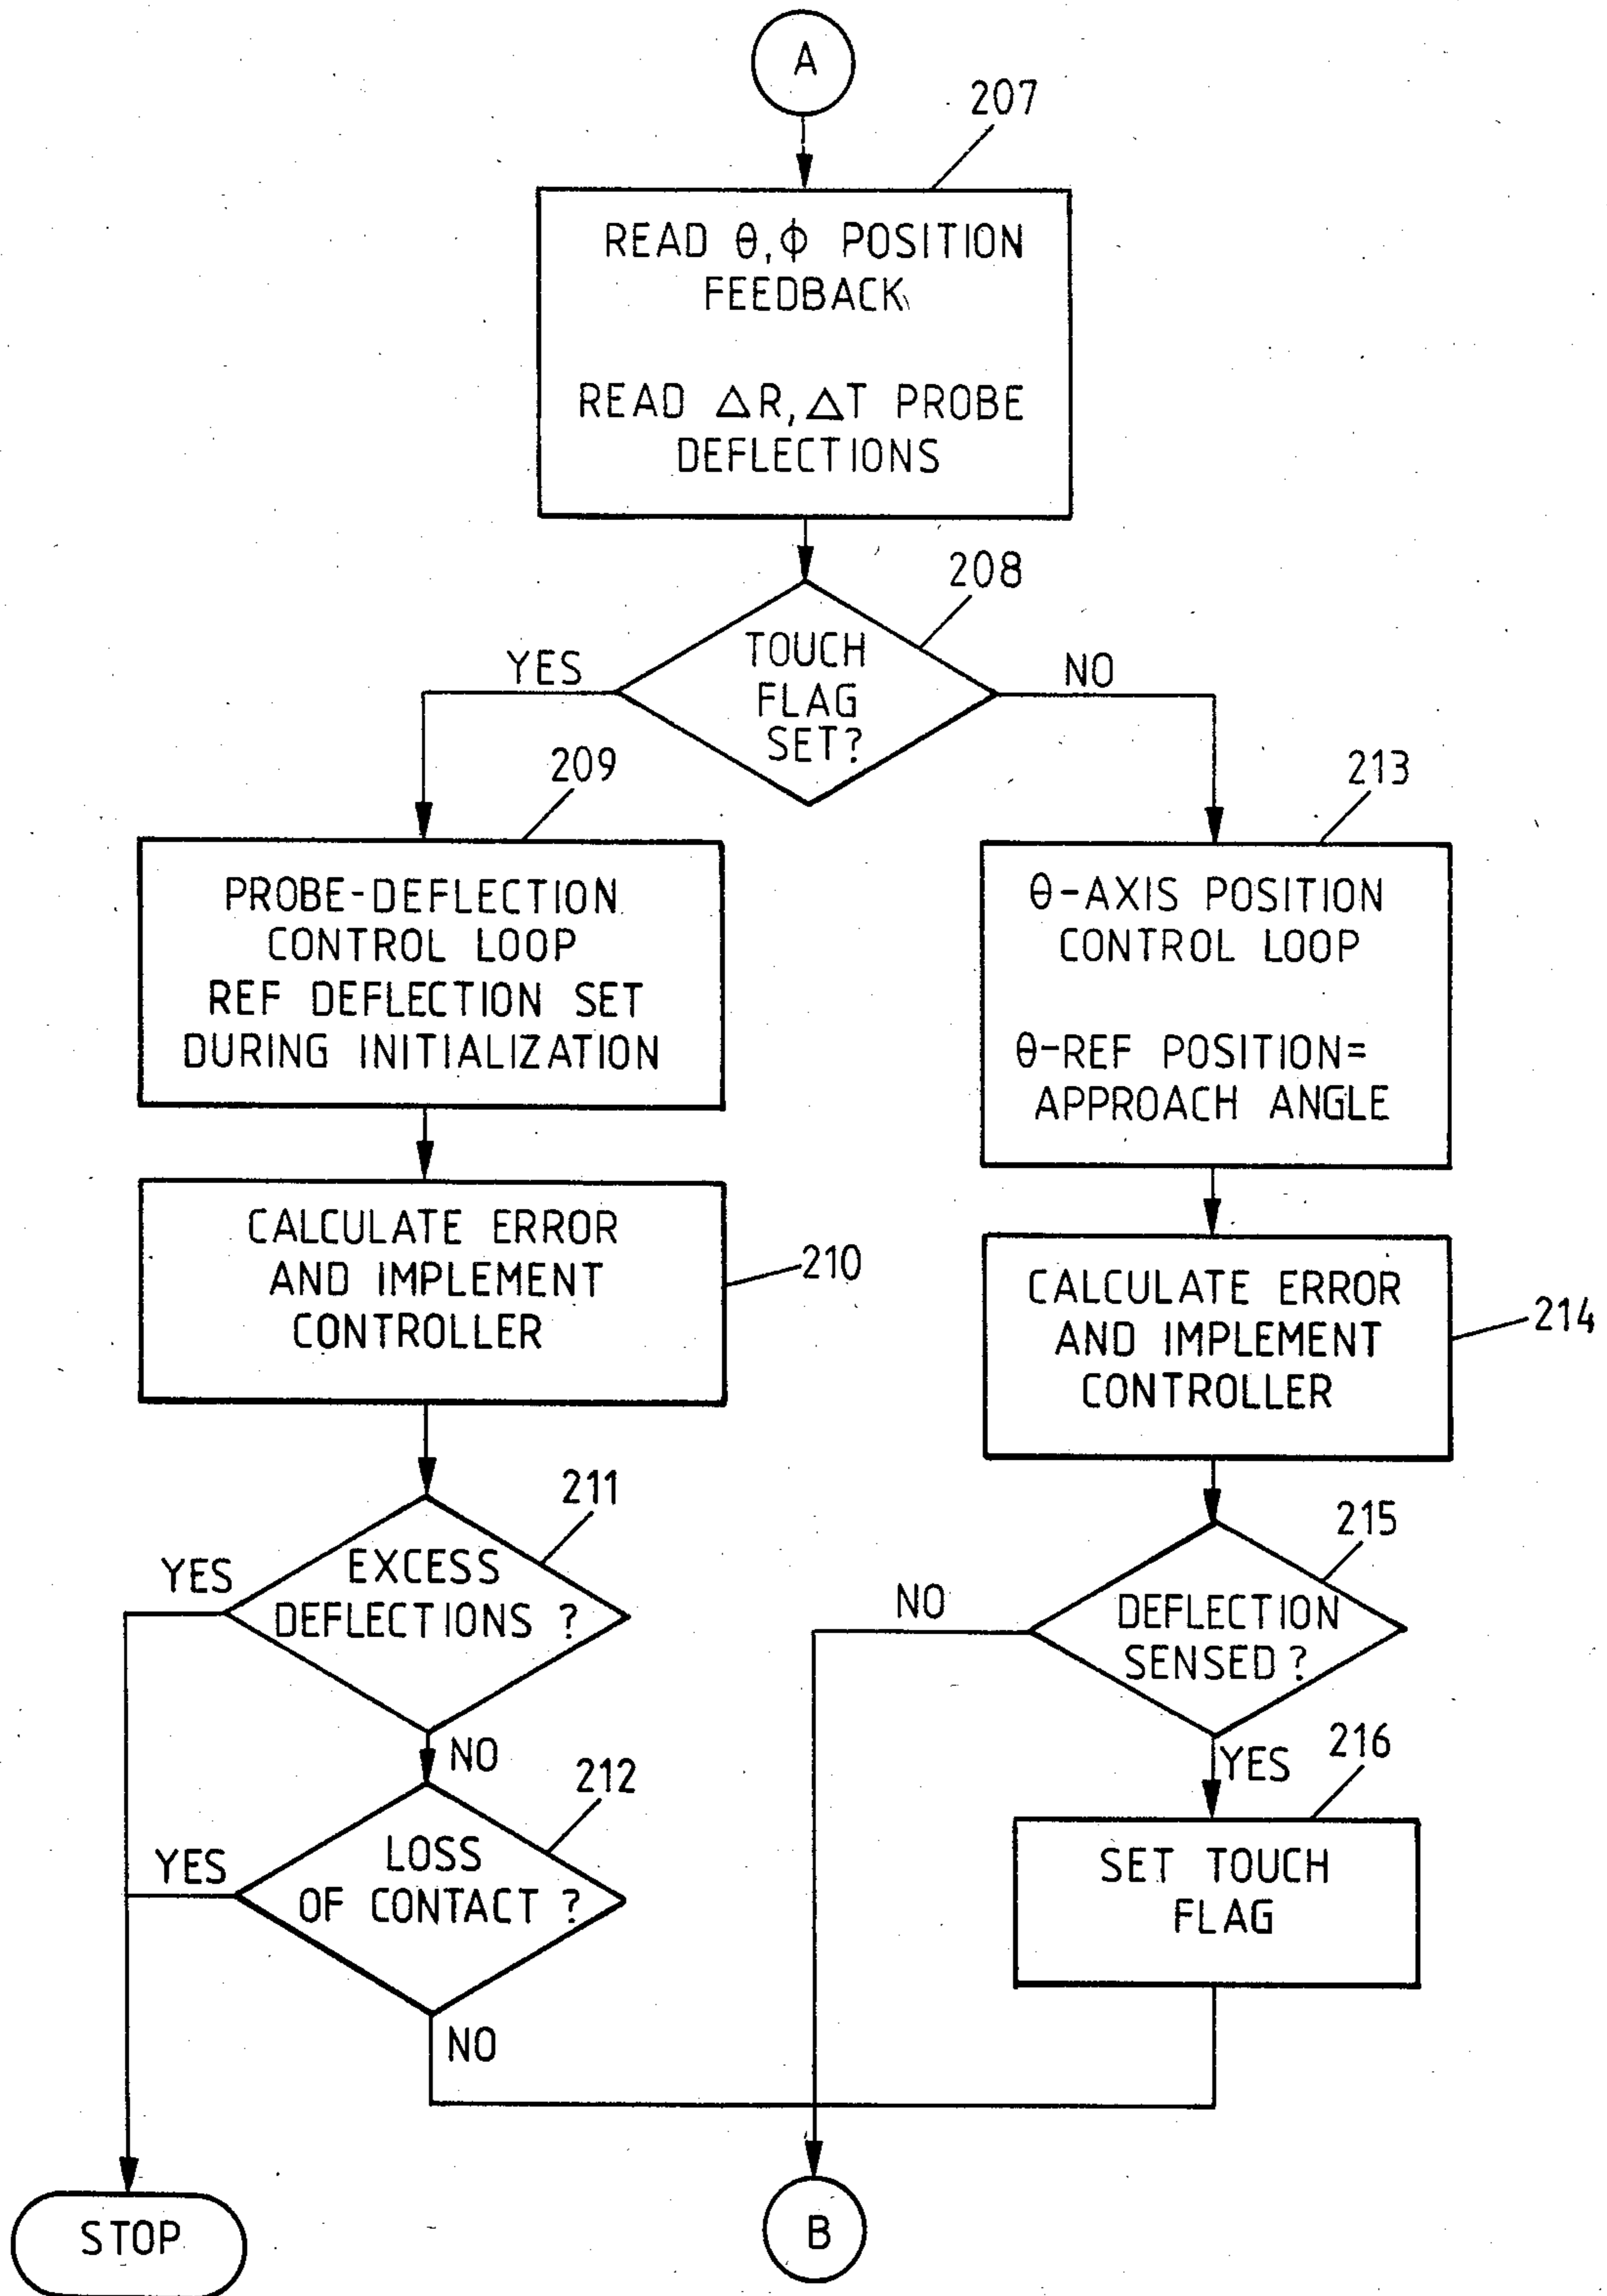 A
207
READ θ,ϕ POSITION
FEEDBACK
READ ΔR,ΔT PROBE
DEFLECTIONS
208
TOUCH
FLAG
SET?
YES
NO
209
PROBE-DEFLECTION
CONTROL LOOP
REF DEFLECTION SET
DURING INITIALIZATION
213
θ-AXIS POSITION
CONTROL LOOP
θ-REF POSITION=
APPROACH ANGLE
CALCULATE ERROR
AND IMPLEMENT
CONTROLLER
210
CALCULATE ERROR
AND IMPLEMENT
CONTROLLER
214
211
EXCESS
DEFLECTIONS ?
YES
NO
215
DEFLECTION
SENSED ?
NO
YES
212
LOSS
OF CONTACT ?
YES
NO
216
SET TOUCH
FLAG
STOP
B